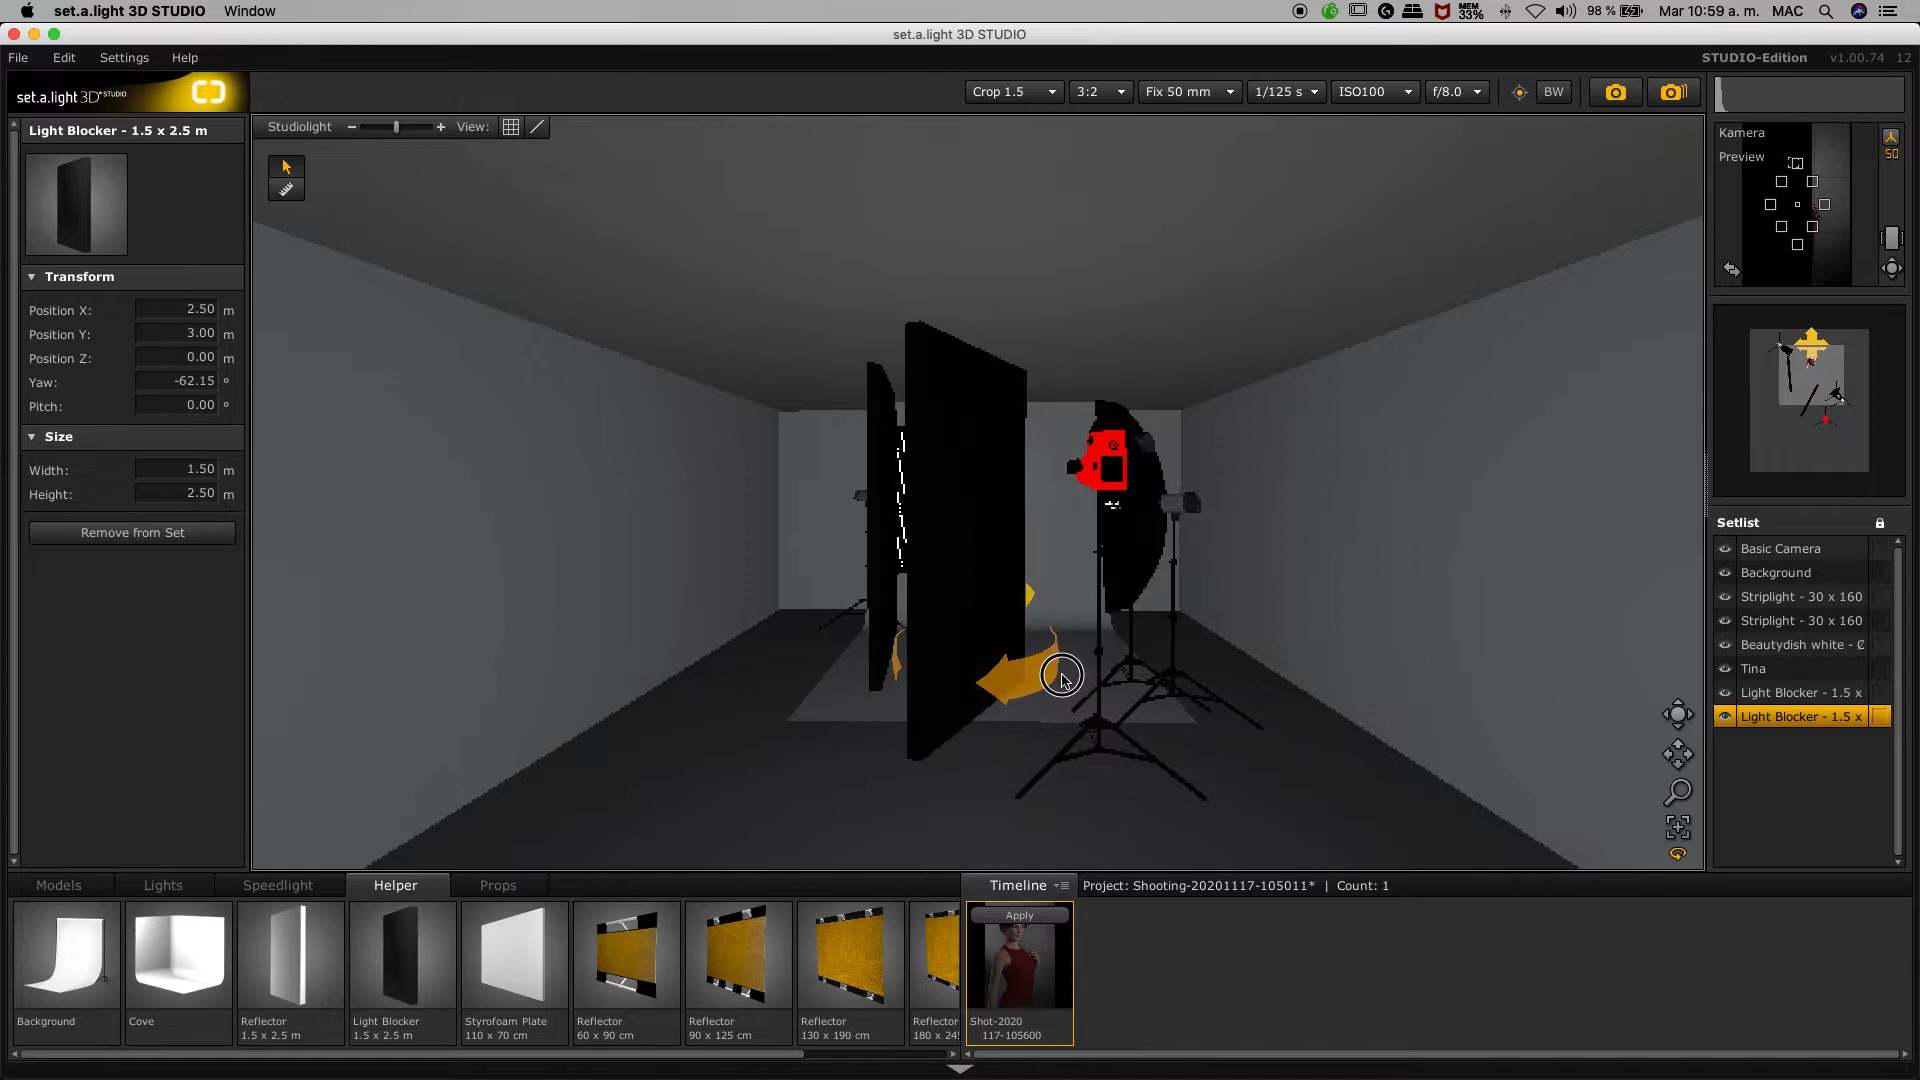 set.a.light 3D STUDIO Window MEM 33% 98 % Mar 10:59 a. m. MAC
set.a.light 3D STUDIO
File Edit Settings Help STUDIO-Edition v1.00.74 12
set.a.light 3D STUDIO Crop 1.5 3:2 Fix 50 mm 1/125 s ISO100 f/8.0 BW
Studiolight − + View:
Light Blocker - 1.5 x 2.5 m
Kamera
50
Preview
Transform
Position X: 2.50 m
Position Y: 3.00 m
Position Z: 0.00 m
Yaw: -62.15 °
Pitch: 0.00 °
Size
Width: 1.50 m
Height: 2.50 m
Remove from Set
Setlist
Basic Camera
Background
Striplight - 30 x 160
Striplight - 30 x 160
Beautydish white - Ø
Tina
Light Blocker - 1.5 x
Light Blocker - 1.5 x
Models Lights Speedlight Helper Props
Timeline Project: Shooting-20201117-105011* | Count: 1
Apply
Background
Cove
Reflector
1.5 x 2.5 m
Light Blocker
1.5 x 2.5 m
Styrofoam Plate
110 x 70 cm
Reflector
60 x 90 cm
Reflector
90 x 125 cm
Reflector
130 x 190 cm
Reflector
180 x 245
Shot-2020
117-105600